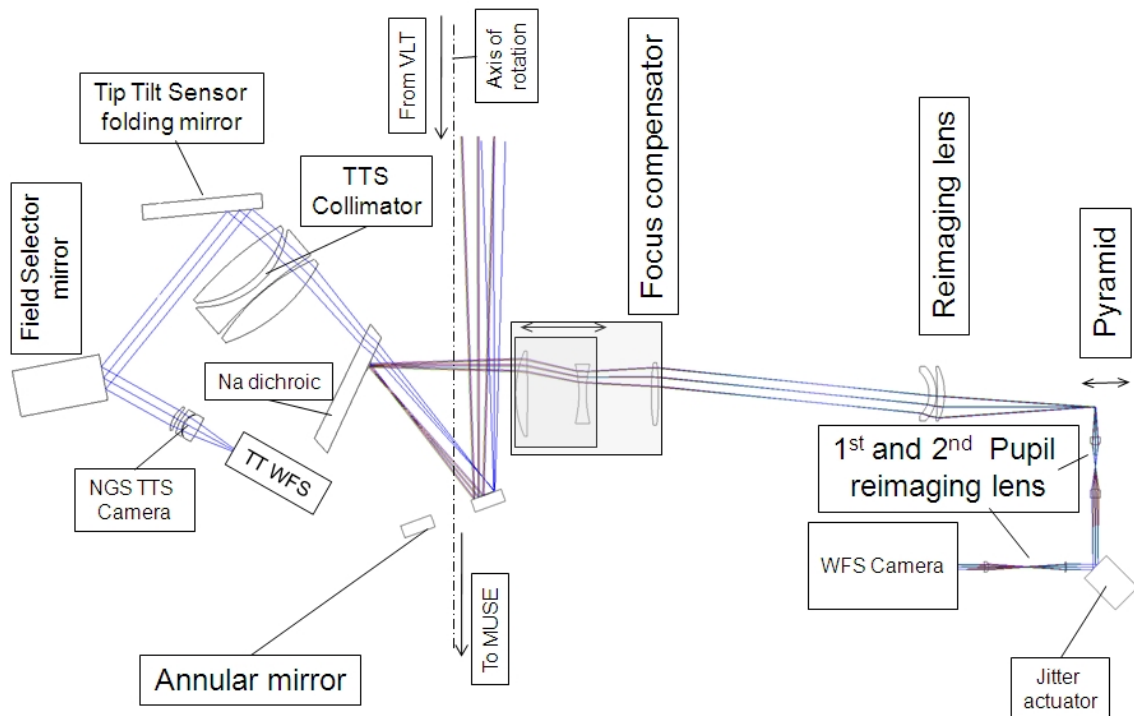 From VLT
Axis of
rotation
Focus compensator
Tip Tilt Sensor
folding mirror
TTS
Collimator
Reimaging lens
Pyramid
Field Selector
mirror
Na dichroic
TT WFS
NGS TTS
Camera
1st and 2nd Pupil
reimaging lens
WFS Camera
To MUSE
Annular mirror
Jitter
actuator